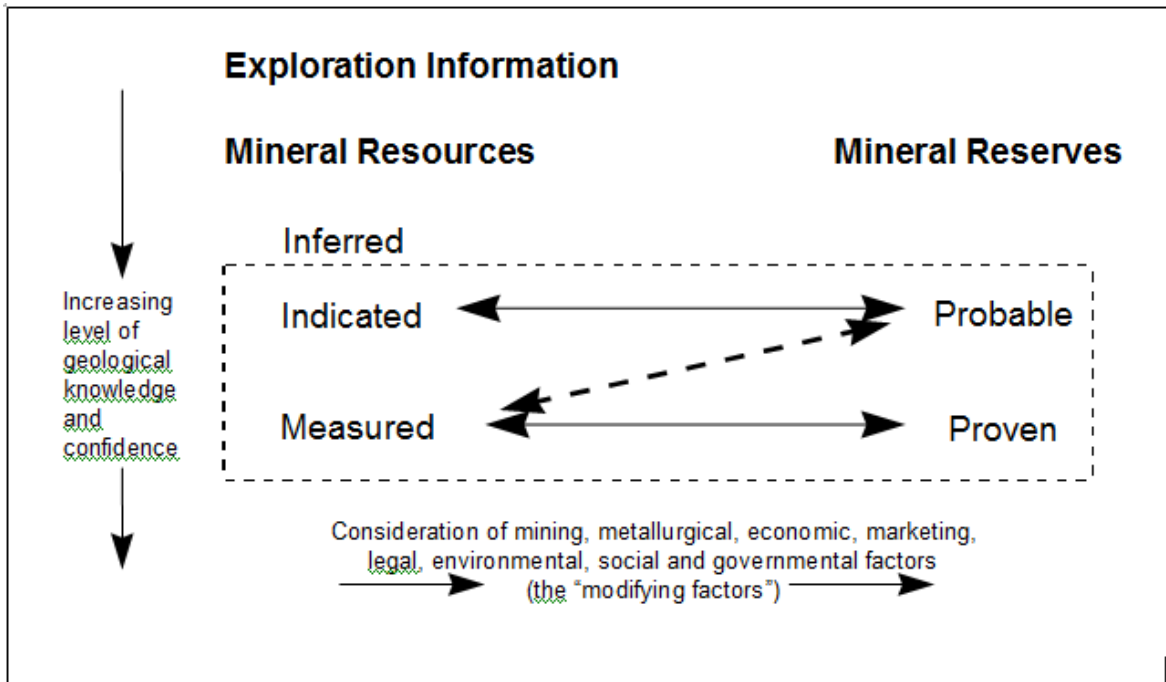 Exploration Information
Mineral Resources
Mineral Reserves
Inferred
Increasing
level of
geological
knowledge
and
confidence
Indicated
Probable
Measured
Proven
Consideration of mining, metallurgical, economic, marketing,
legal, environmental, social and governmental factors
(the “modifying factors”)